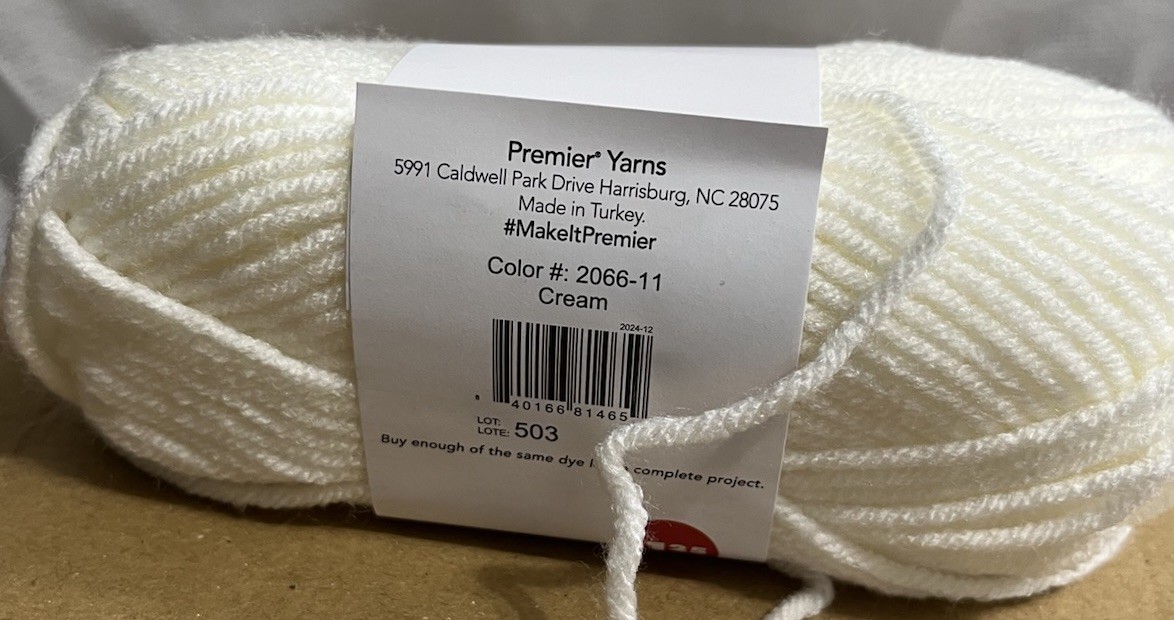 Premier® Yarns
5991 Caldwell Park Drive Harrisburg, NC 28075
Made in Turkey.
#MakeItPremier
Color #: 2066-11
Cream
2024-12
8 40166 81465
LOT:
LOTE: 503
Buy enough of the same dye complete project.